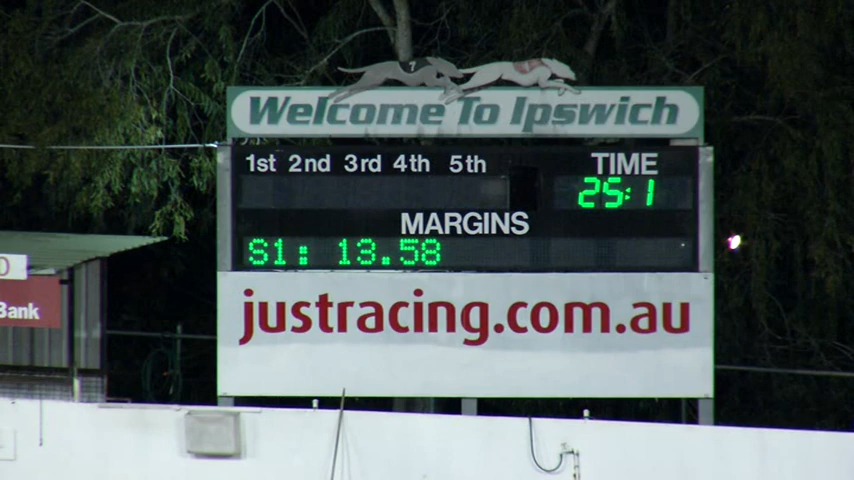 7
Welcome To Ipswich
1st 2nd 3rd 4th 5th TIME
25:1
MARGINS
S1: 13.58
justracing.com.au
Bank